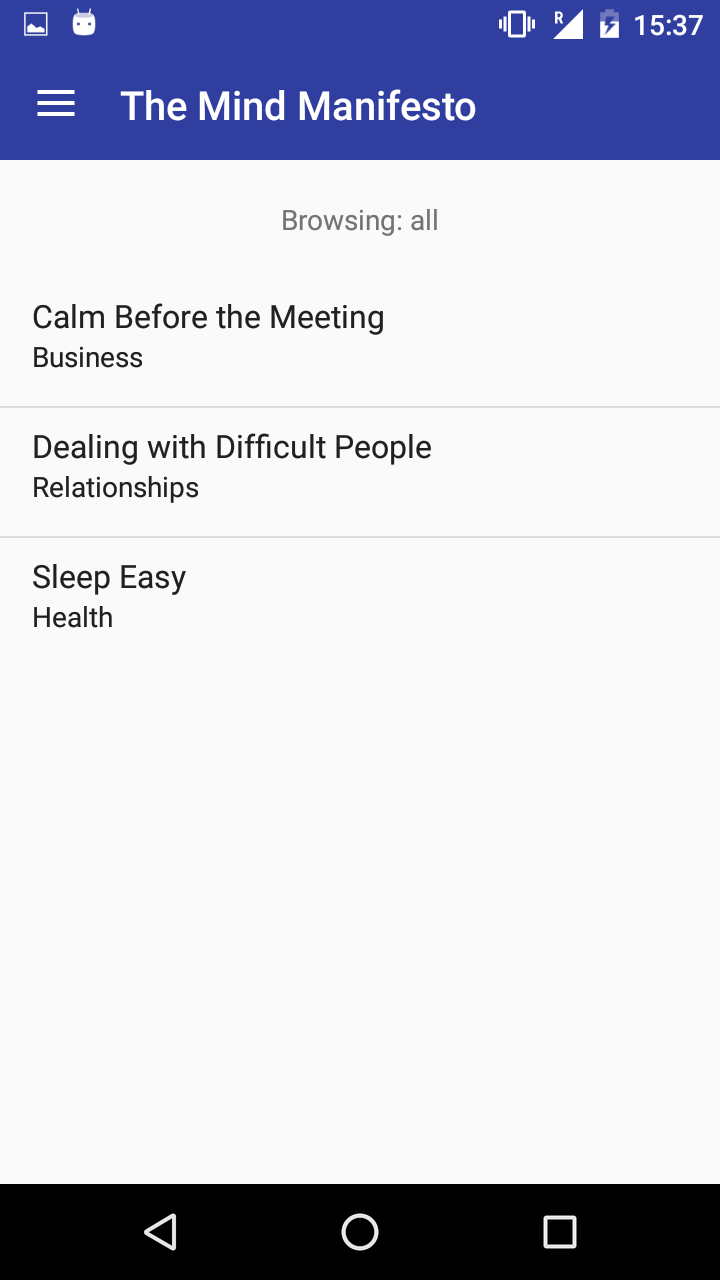 R 15:37
The Mind Manifesto
Browsing: all
Calm Before the Meeting
Business
Dealing with Difficult People
Relationships
Sleep Easy
Health